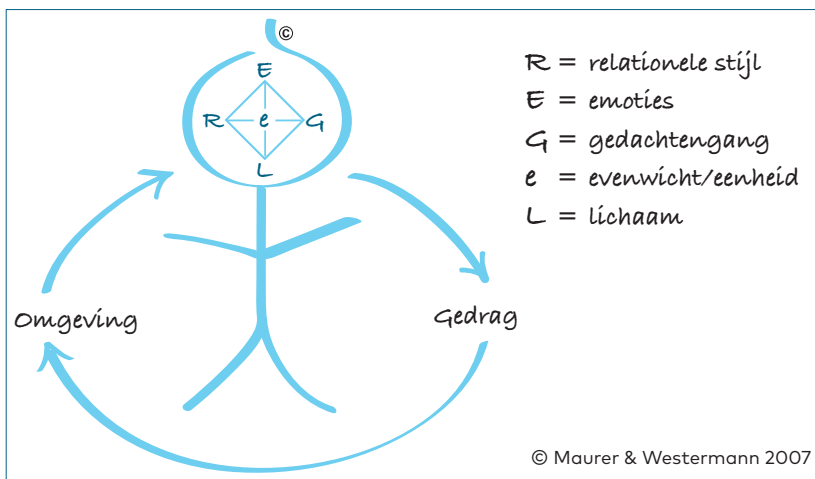 ©
E
R e G
L
R = relationele stijl
E = emoties
G = gedachtengang
e = evenwicht/eenheid
L = lichaam
Omgeving
Gedrag
© Maurer & Westermann 2007